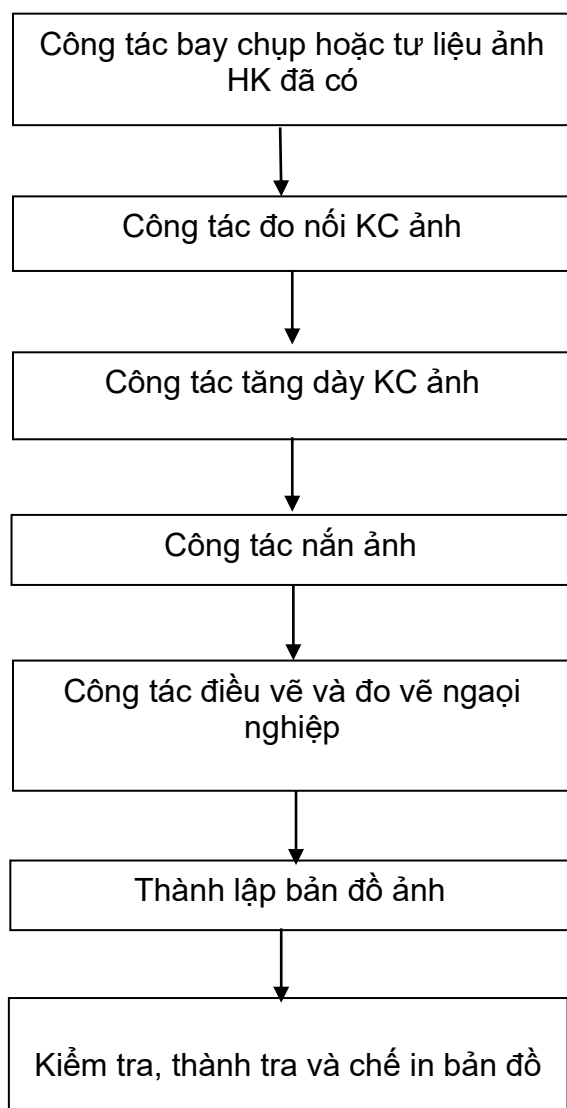 Công tác bay chụp hoặc tư liệu ảnh
HK đã có
Công tác đo nối KC ảnh
Công tác tăng dày KC ảnh
Công tác nắn ảnh
Công tác điều vẽ và đo vẽ ngaọi
nghiệp
Thành lập bản đồ ảnh
Kiểm tra, thành tra và chế in bản đồ